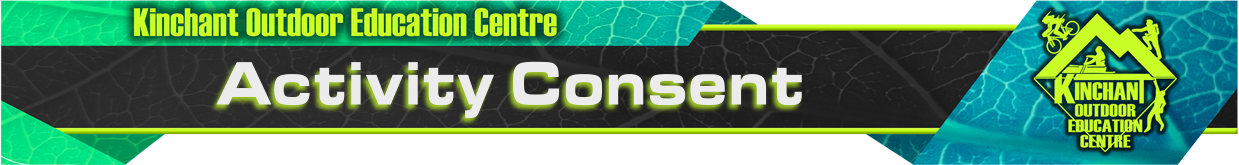 Kinchant Outdoor Education Centre
Activity Consent
KINCHANT
OUTDOOR
EDUCATION
CENTRE